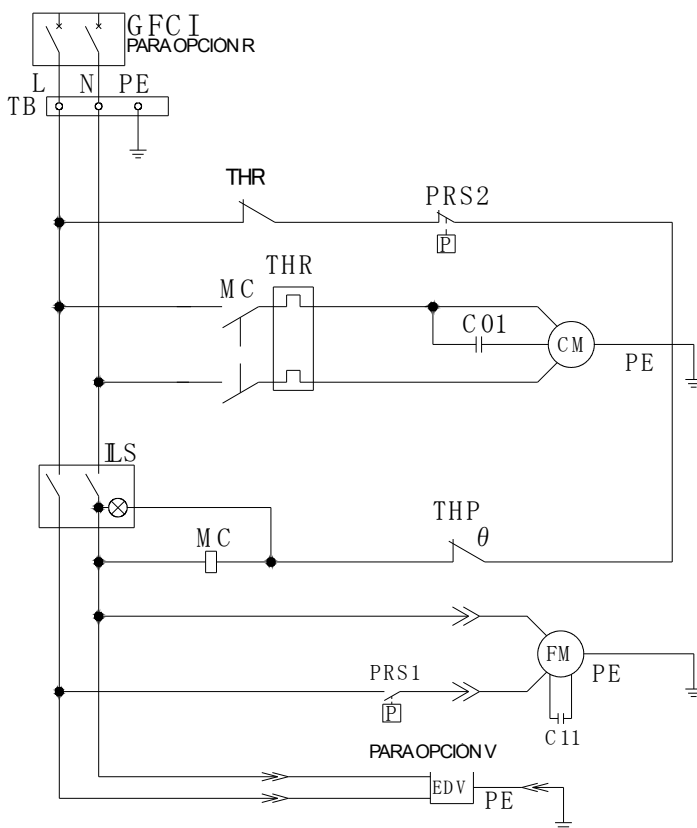 GFCI
PARA OPCION R
L N PE
TB
THR
PRS2
P
THR
MC
C01
CM
PE
ILS
THP
θ
MC
FM
PE
PRS1
P
C11
PARA OPCION V
EDV
PE